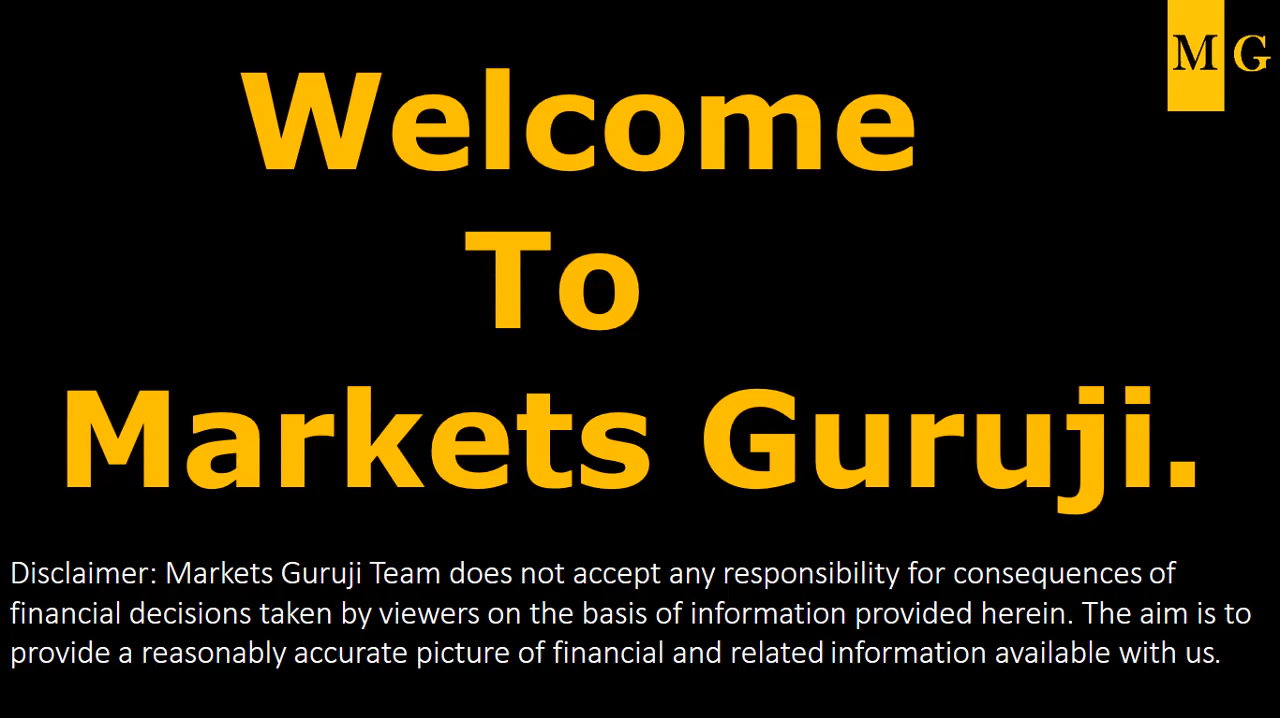 M G
Welcome
To
Markets Guruji.
Disclaimer: Markets Guruji Team does not accept any responsibility for consequences of
financial decisions taken by viewers on the basis of information provided herein. The aim is to
provide a reasonably accurate picture of financial and related information available with us.